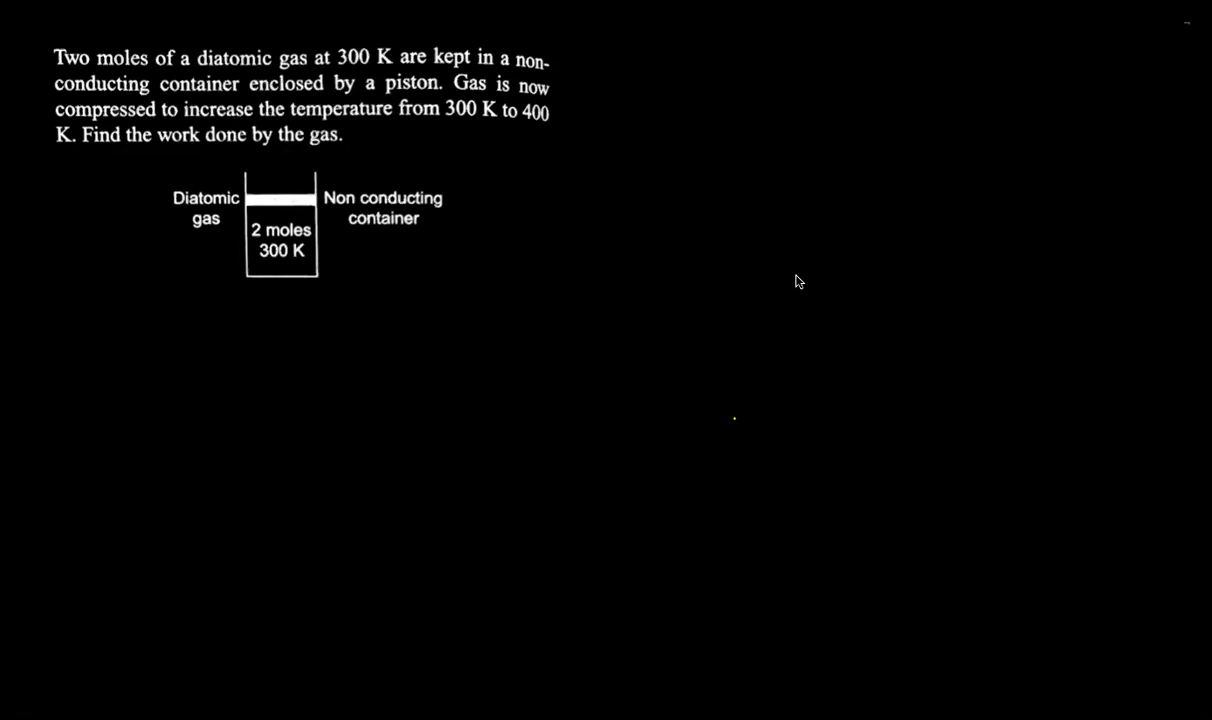 Two moles of a diatomic gas at 300 K are kept in a non-
conducting container enclosed by a piston. Gas is now
compressed to increase the temperature from 300 K to 400
K. Find the work done by the gas.
Diatomic
gas
2 moles
300 K
Non conducting
container